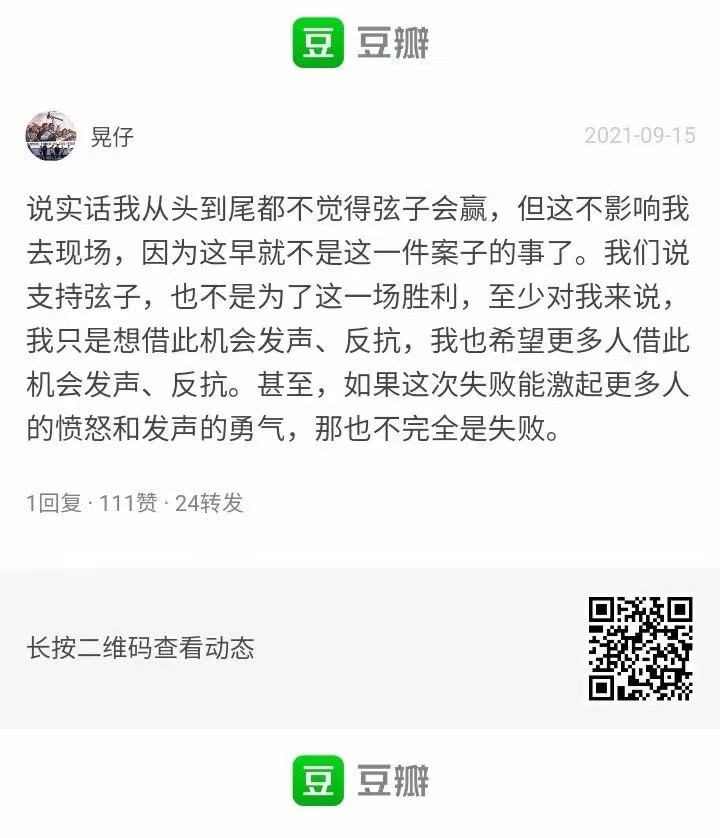 豆 豆瓣
晃仔
2021-09-15
说实话我从头到尾都不觉得弦子会赢，但这不影响我
去现场，因为这早就不是这一件案子的事了。我们说
支持弦子，也不是为了这一场胜利，至少对我来说，
我只是想借此机会发声、反抗，我也希望更多人借此
机会发声、反抗。甚至，如果这次失败能激起更多人
的愤怒和发声的勇气，那也不完全是失败。
1回复 · 111赞 · 24转发
长按二维码查看动态
豆 豆瓣